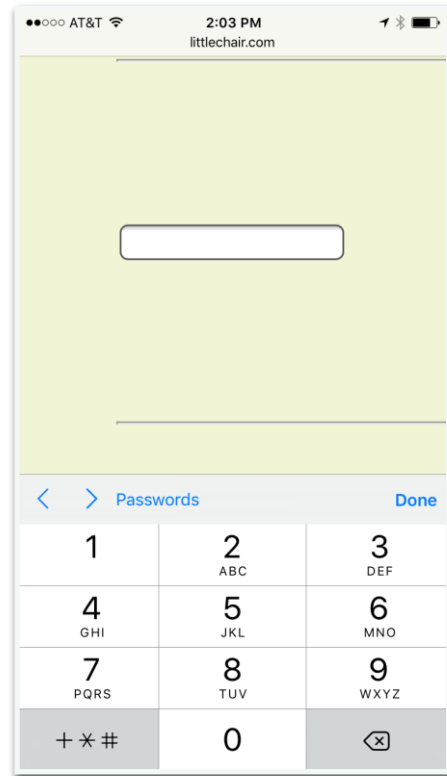 AT&T 2:03 PM
littlechair.com
Passwords Done
1 2 3
ABC DEF
4 5 6
GHI JKL MNO
7 8 9
PQRS TUV WXYZ
+*# 0